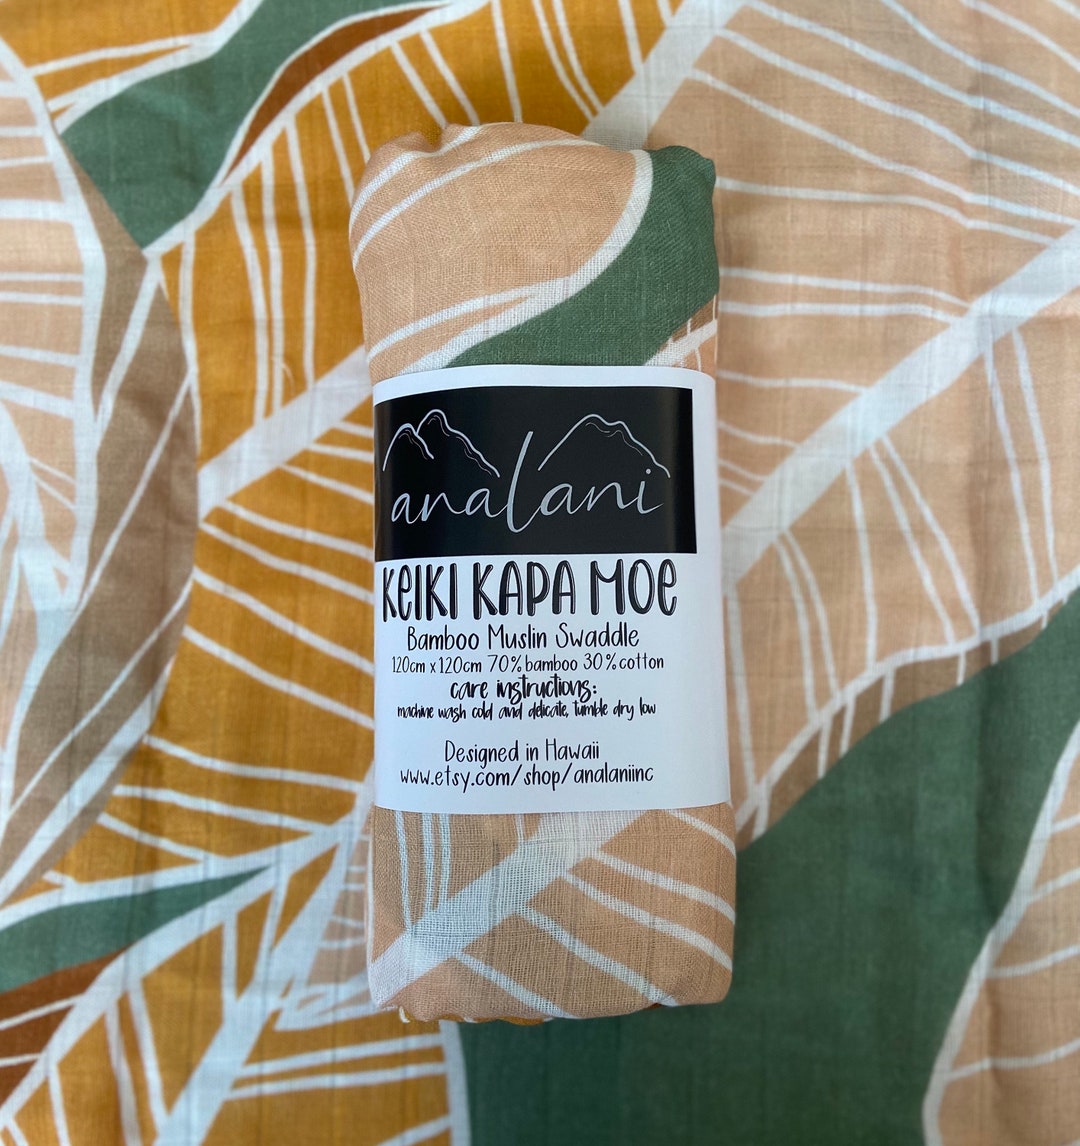 analani
Keiki Kapa Moe
Bamboo Muslin Swaddle
120cm x 120cm 70% bamboo 30% cotton
care instructions:
machine wash cold and delicate, tumble dry low
Designed in Hawaii
www.etsy.com/shop/analaniinc